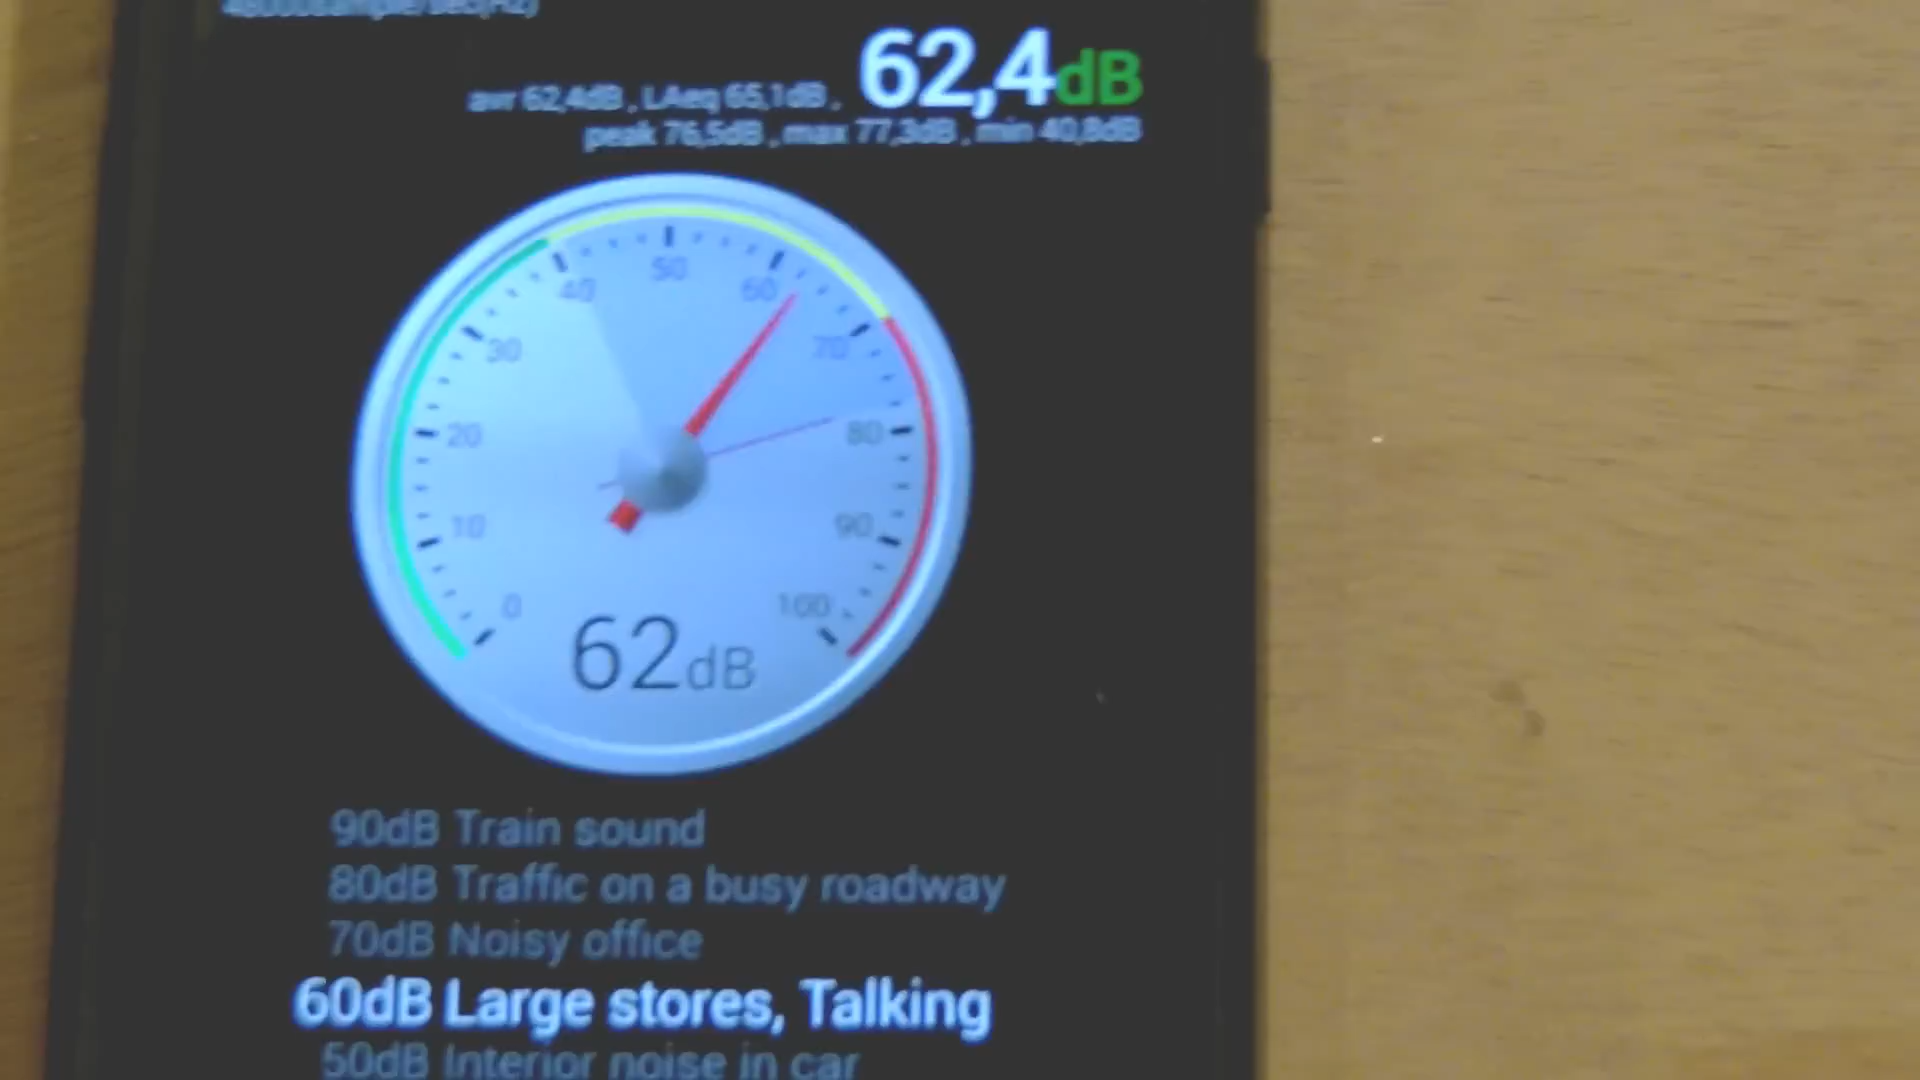 62,4dB
avr 62,4dB , LAeq 65,1dB ,
peak 76,5dB , max 77,3dB , min 40,8dB
50
40
60
30
70
20
80
10
90
0
100
62dB
90dB Train sound
80dB Traffic on a busy roadway
70dB Noisy office
60dB Large stores, Talking
50dB Interior noise in car